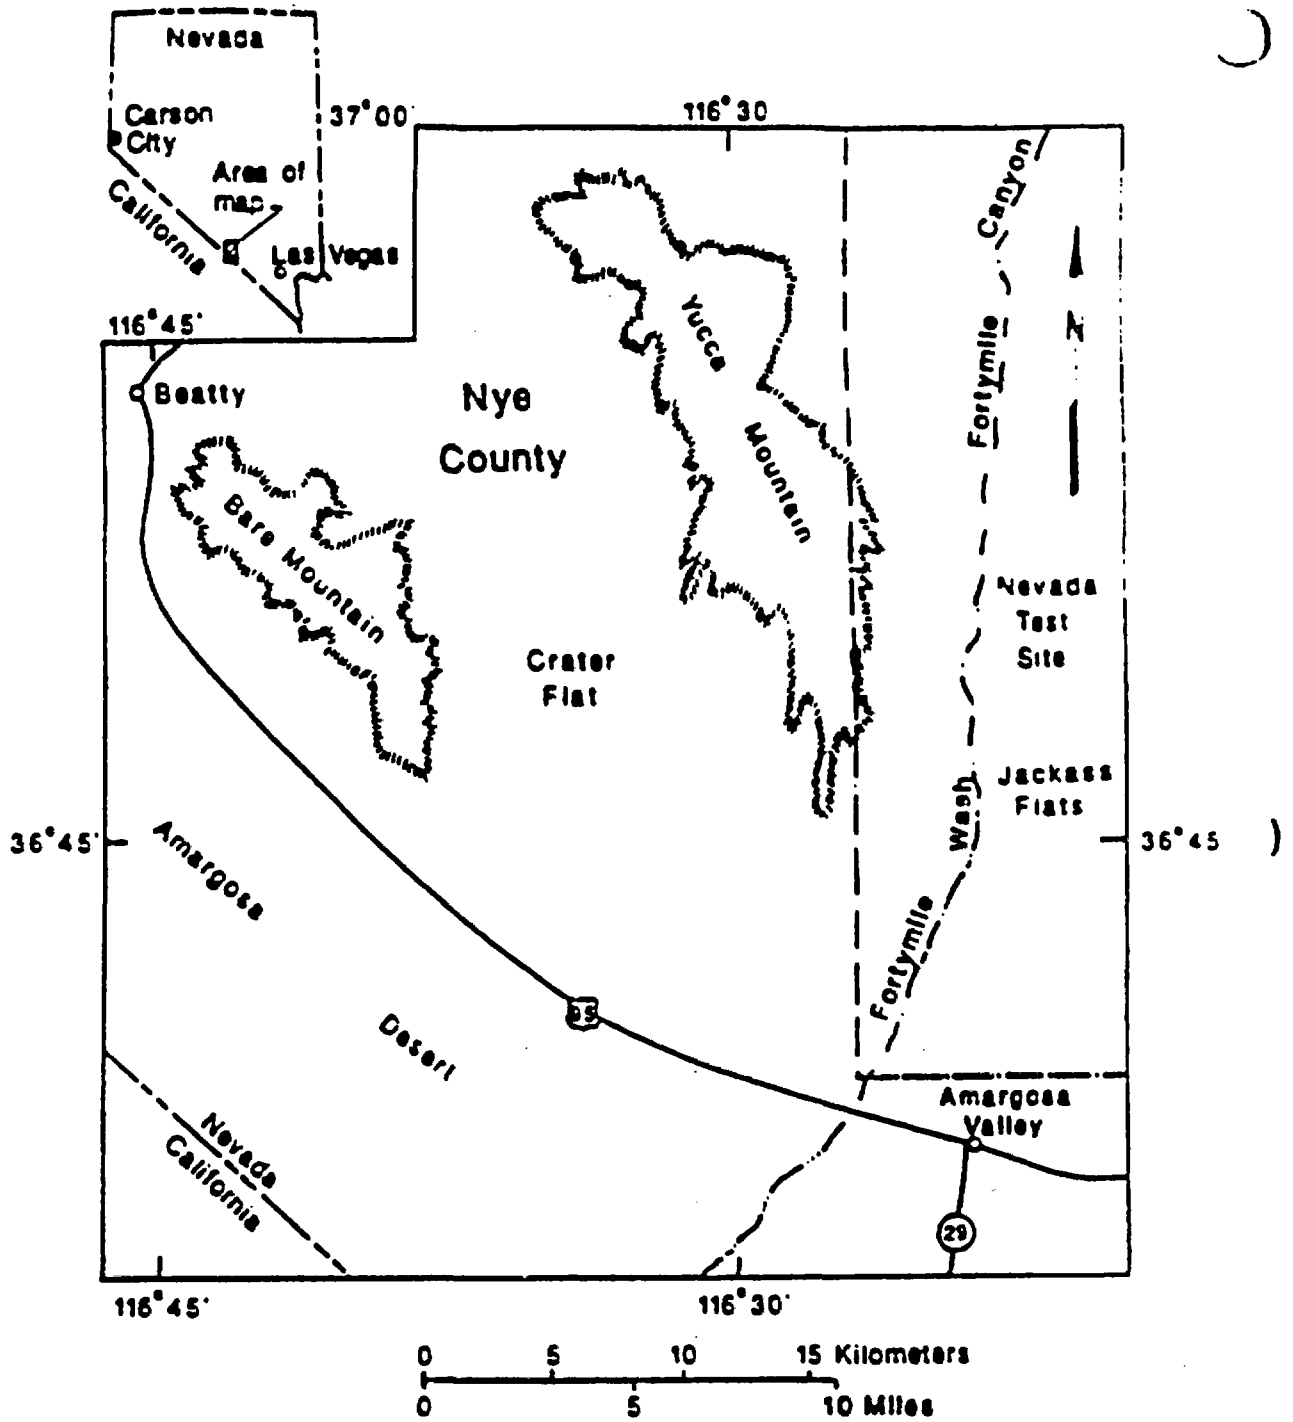 Nevada
Carson
City
Area of
map
California
Las Vegas
37°00'
116°30
116°45'
Beatty
Nye
County
Yucca
Mountain
Bare Mountain
Crater
Flat
Canyon
Fortymile
N
Nevada
Test
Site
Jackass
Flats
Wash
Fortymile
36°45'
36°45
Amargosa
Desert
95
Amargosa
Valley
29
Nevada
California
116°45'
116°30'
0 5 10 15 Kilometers
0 5 10 Miles